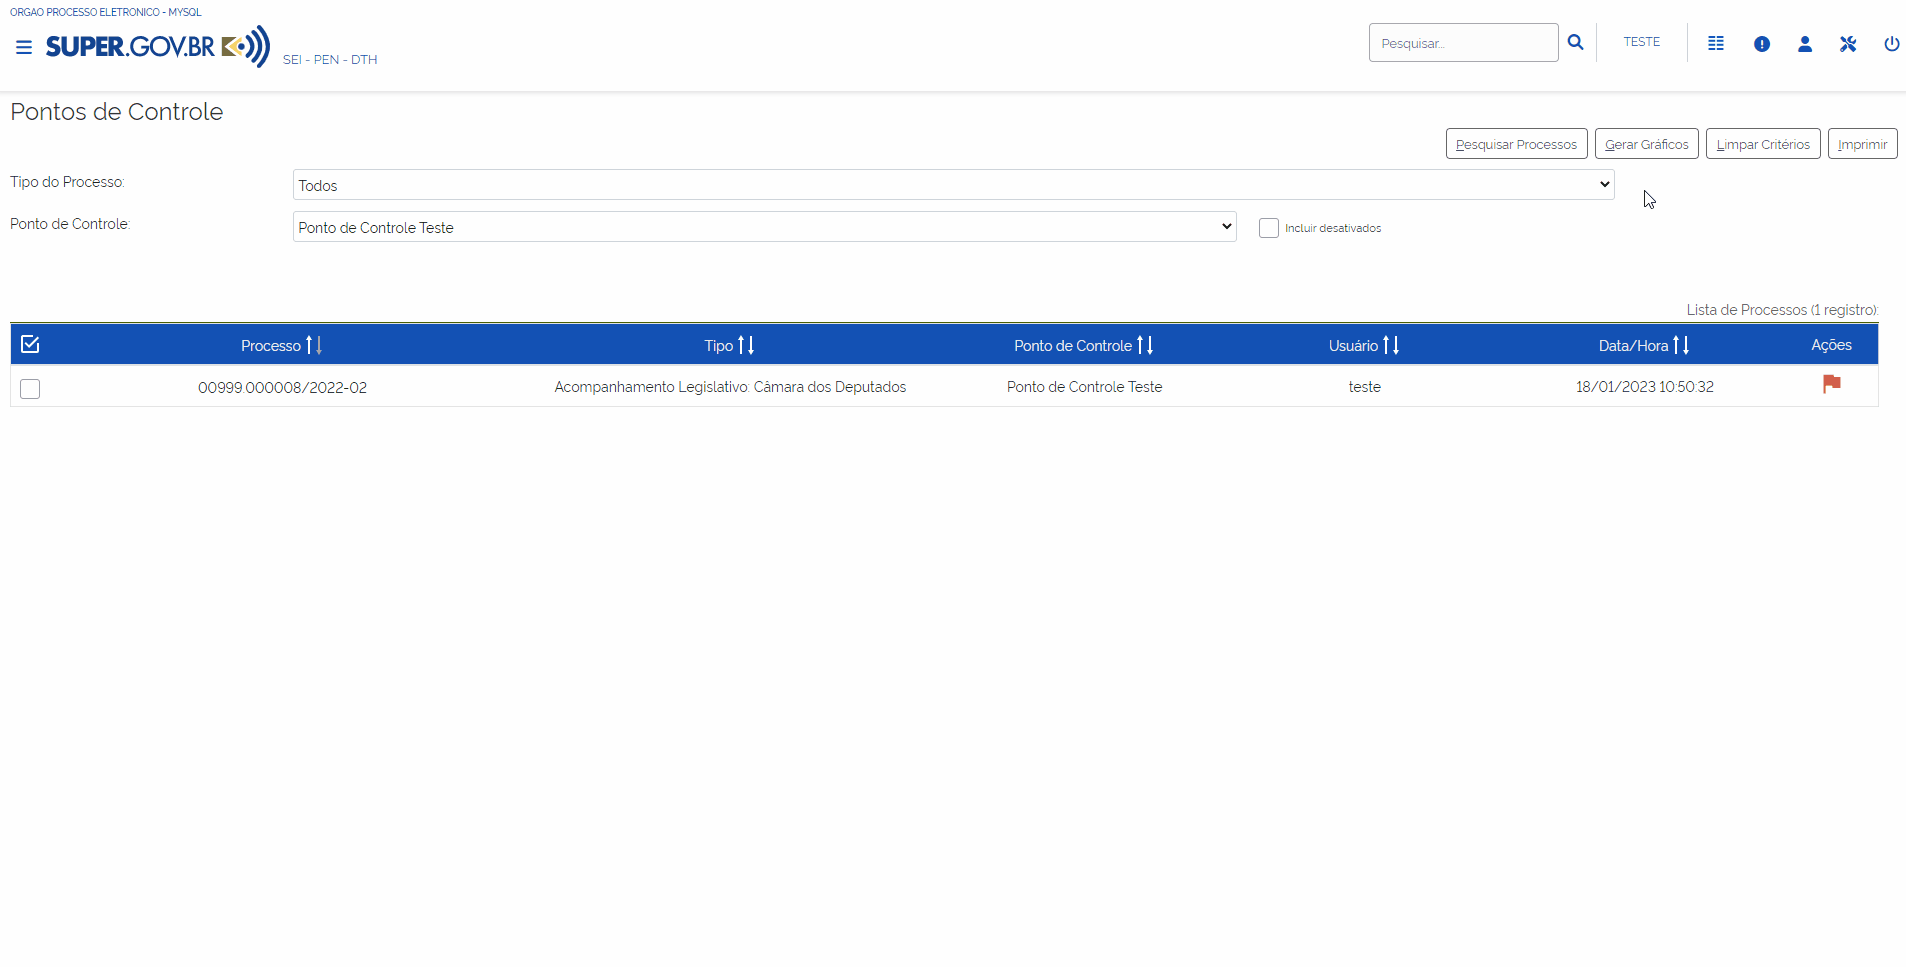 ORGAO PROCESSO ELETRONICO - MYSQL
SUPER.GOV.BR
SEI - PEN - DTH
Pesquisar...
TESTE
Pontos de Controle
Pesquisar Processos
Gerar Gráficos
Limpar Critérios
Imprimir
Tipo do Processo:
Todos
Ponto de Controle:
Ponto de Controle Teste
Incluir desativados
Lista de Processos (1 registro):
Processo
Tipo
Ponto de Controle
Usuário
Data/Hora
Ações
00999.000008/2022-02
Acompanhamento Legislativo: Câmara dos Deputados
Ponto de Controle Teste
teste
18/01/2023 10:50:32